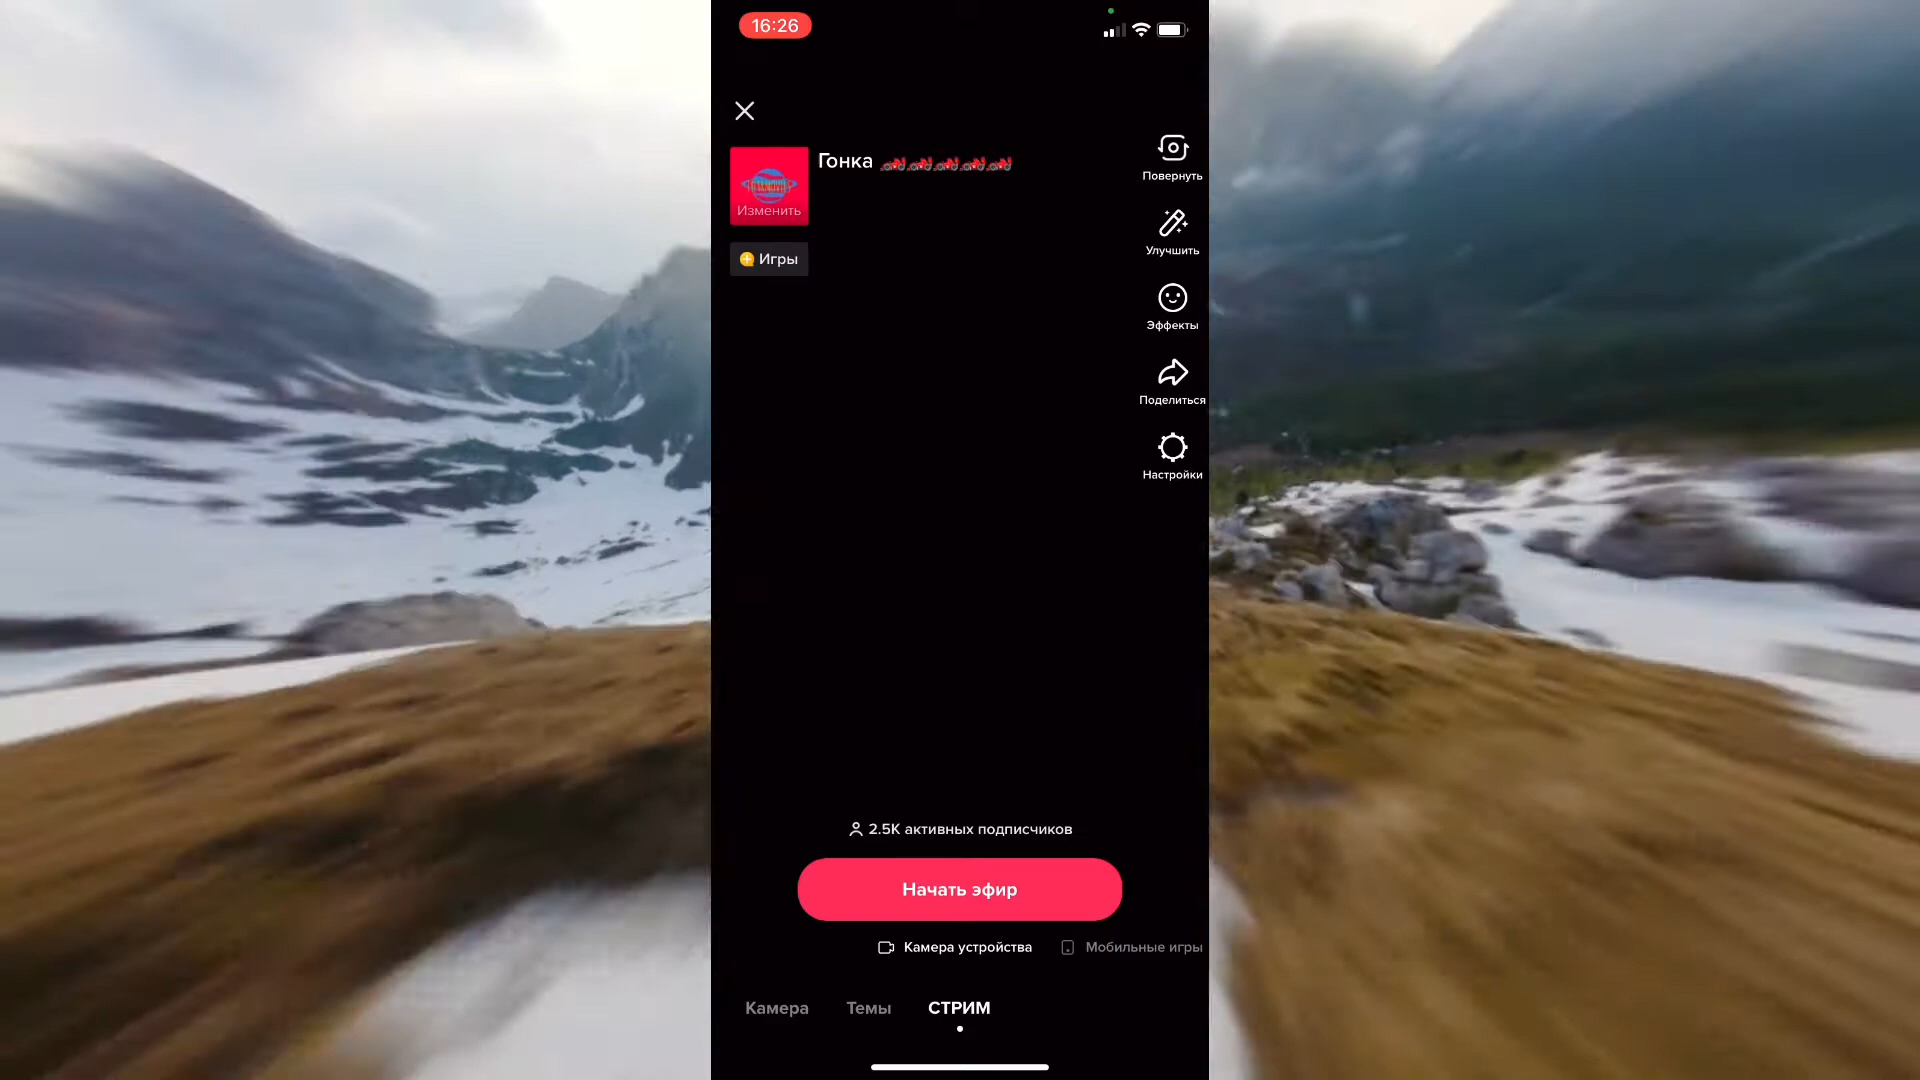 16:26
Гонка 🏎🏎🏎🏎🏎
Изменить
Игры
Повернуть
Улучшить
Эффекты
Поделиться
Настройки
2.5K активных подписчиков
Начать эфир
Камера устройства
Мобильные игры
Камера
Темы
СТРИМ